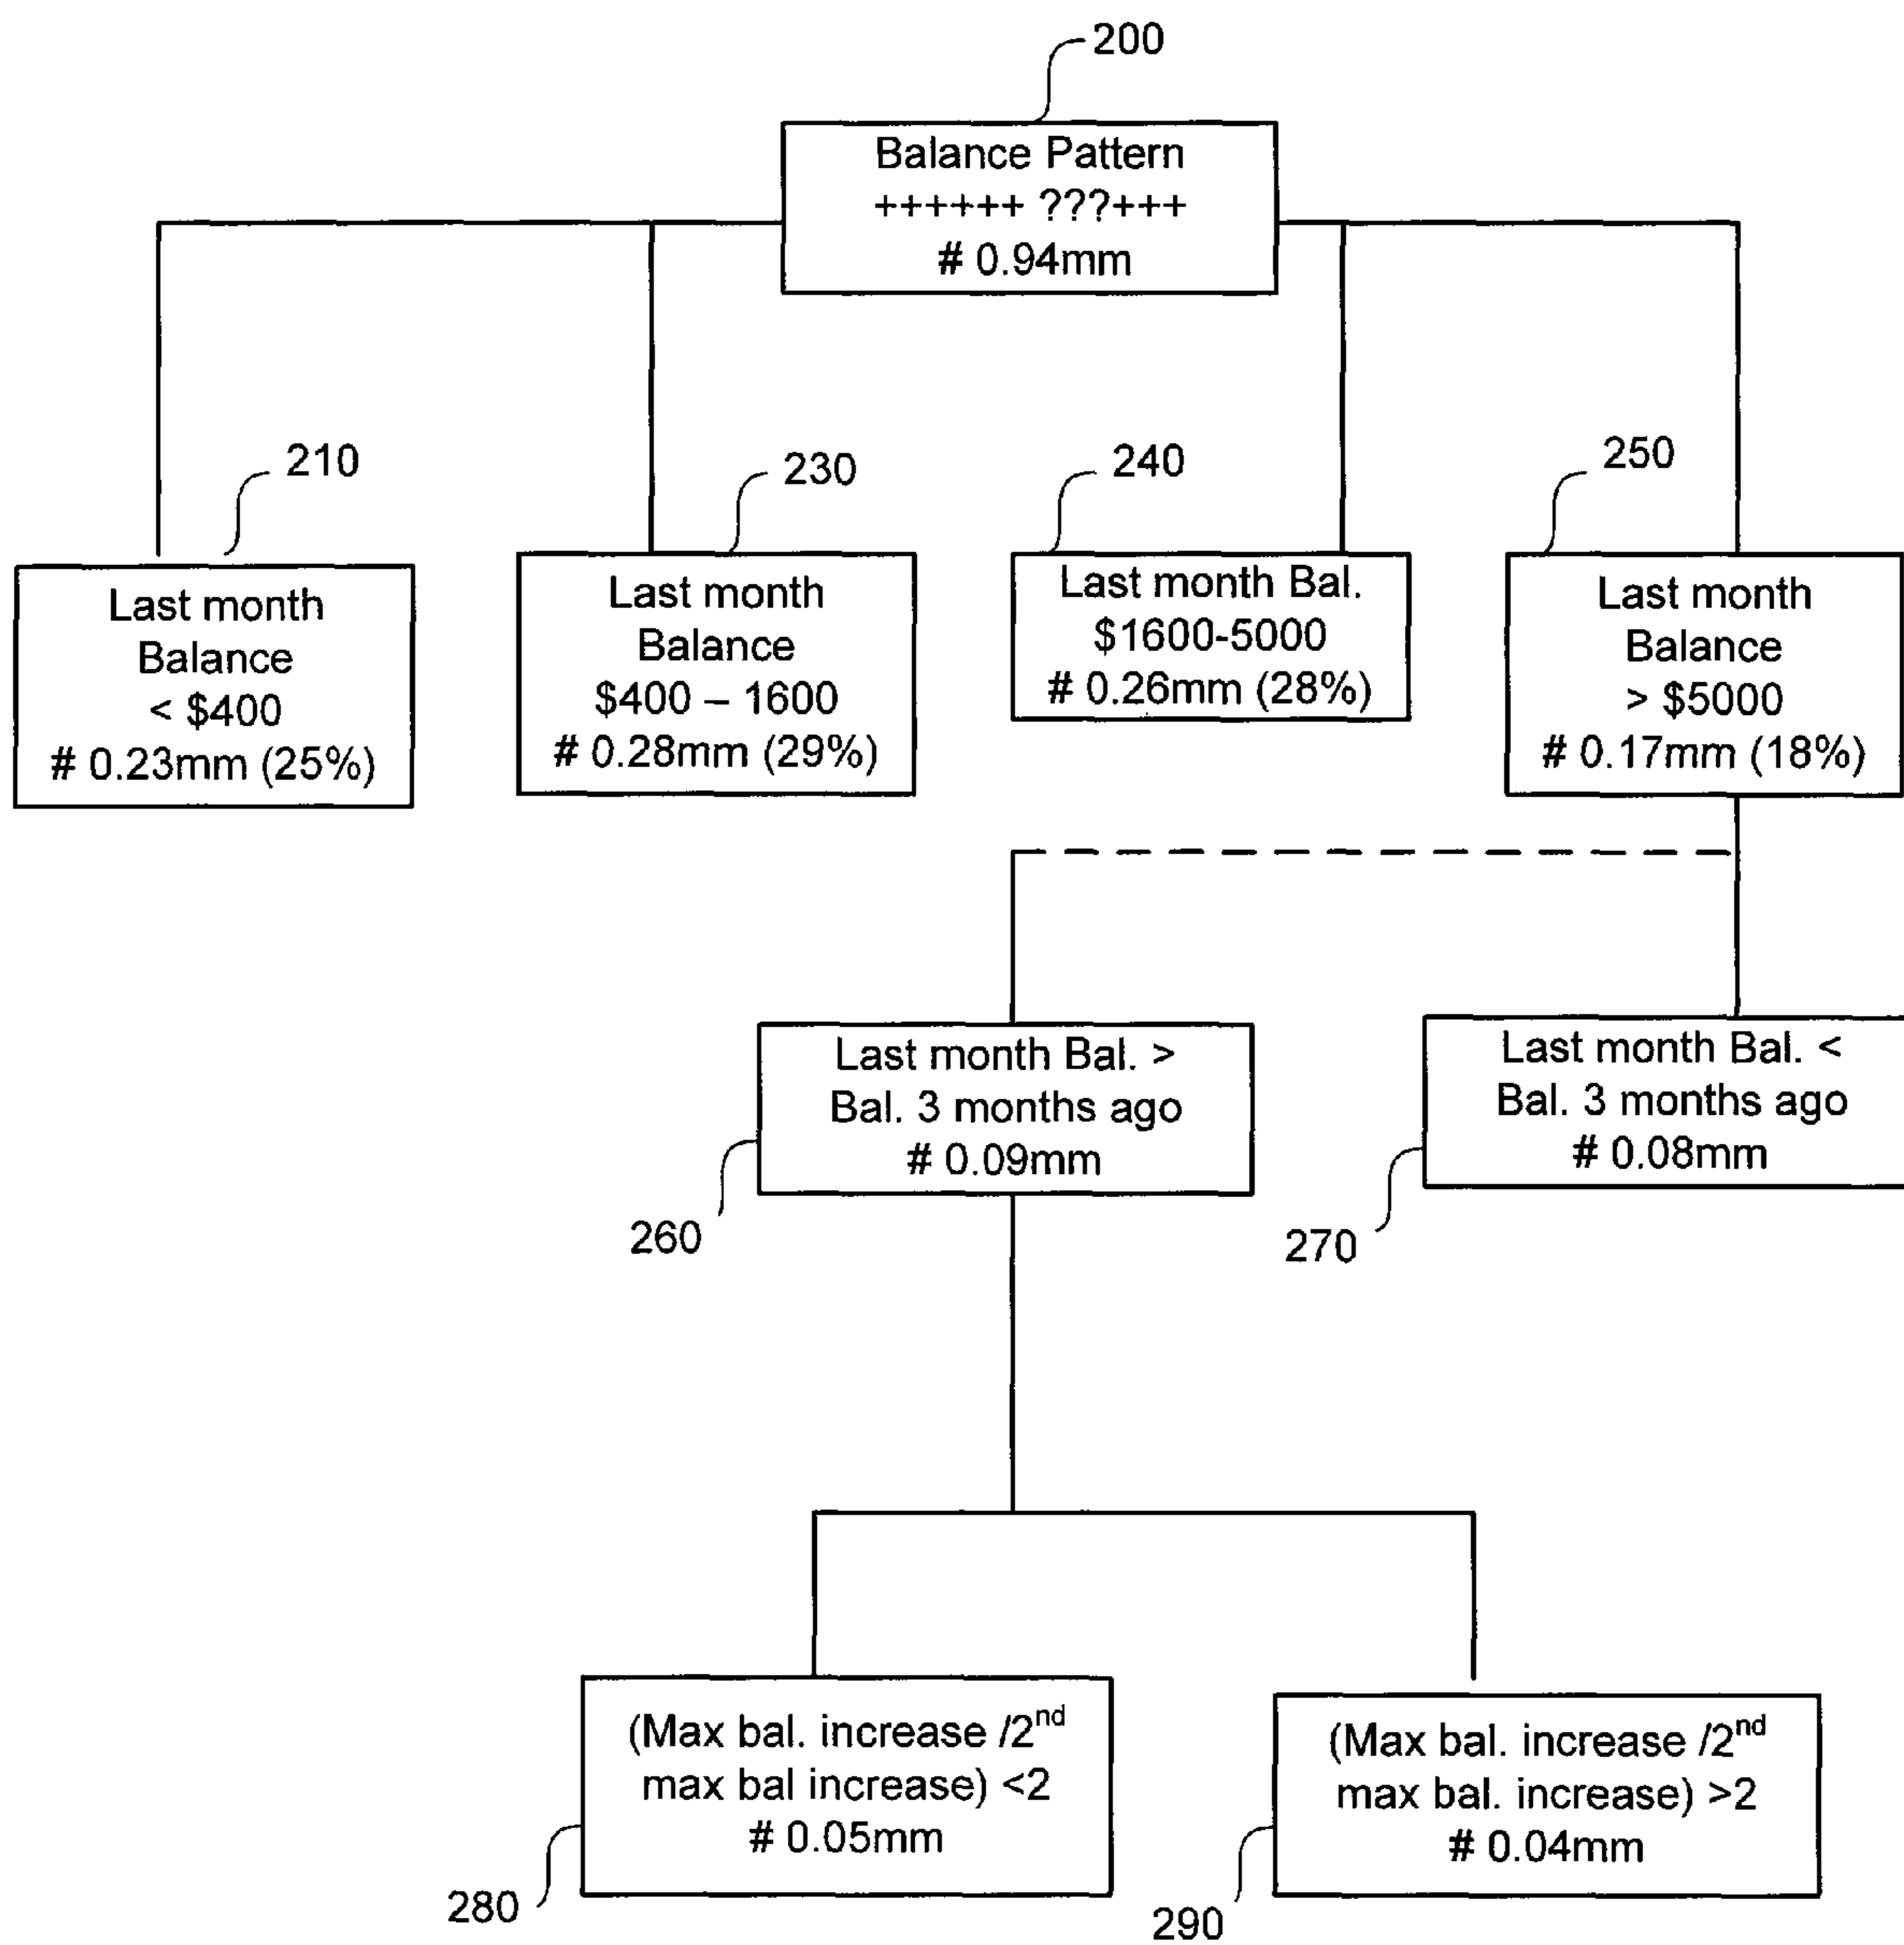 200
Balance Pattern
++++++ ???+++
# 0.94mm
210
230
240
250
Last month
Balance
< $400
# 0.23mm (25%)
Last month
Balance
$400 – 1600
# 0.28mm (29%)
Last month Bal.
$1600-5000
# 0.26mm (28%)
Last month
Balance
> $5000
# 0.17mm (18%)
Last month Bal. >
Bal. 3 months ago
# 0.09mm
260
Last month Bal. <
Bal. 3 months ago
# 0.08mm
270
(Max bal. increase /2nd
max bal increase) <2
# 0.05mm
280
(Max bal. increase /2nd
max bal. increase) >2
# 0.04mm
290